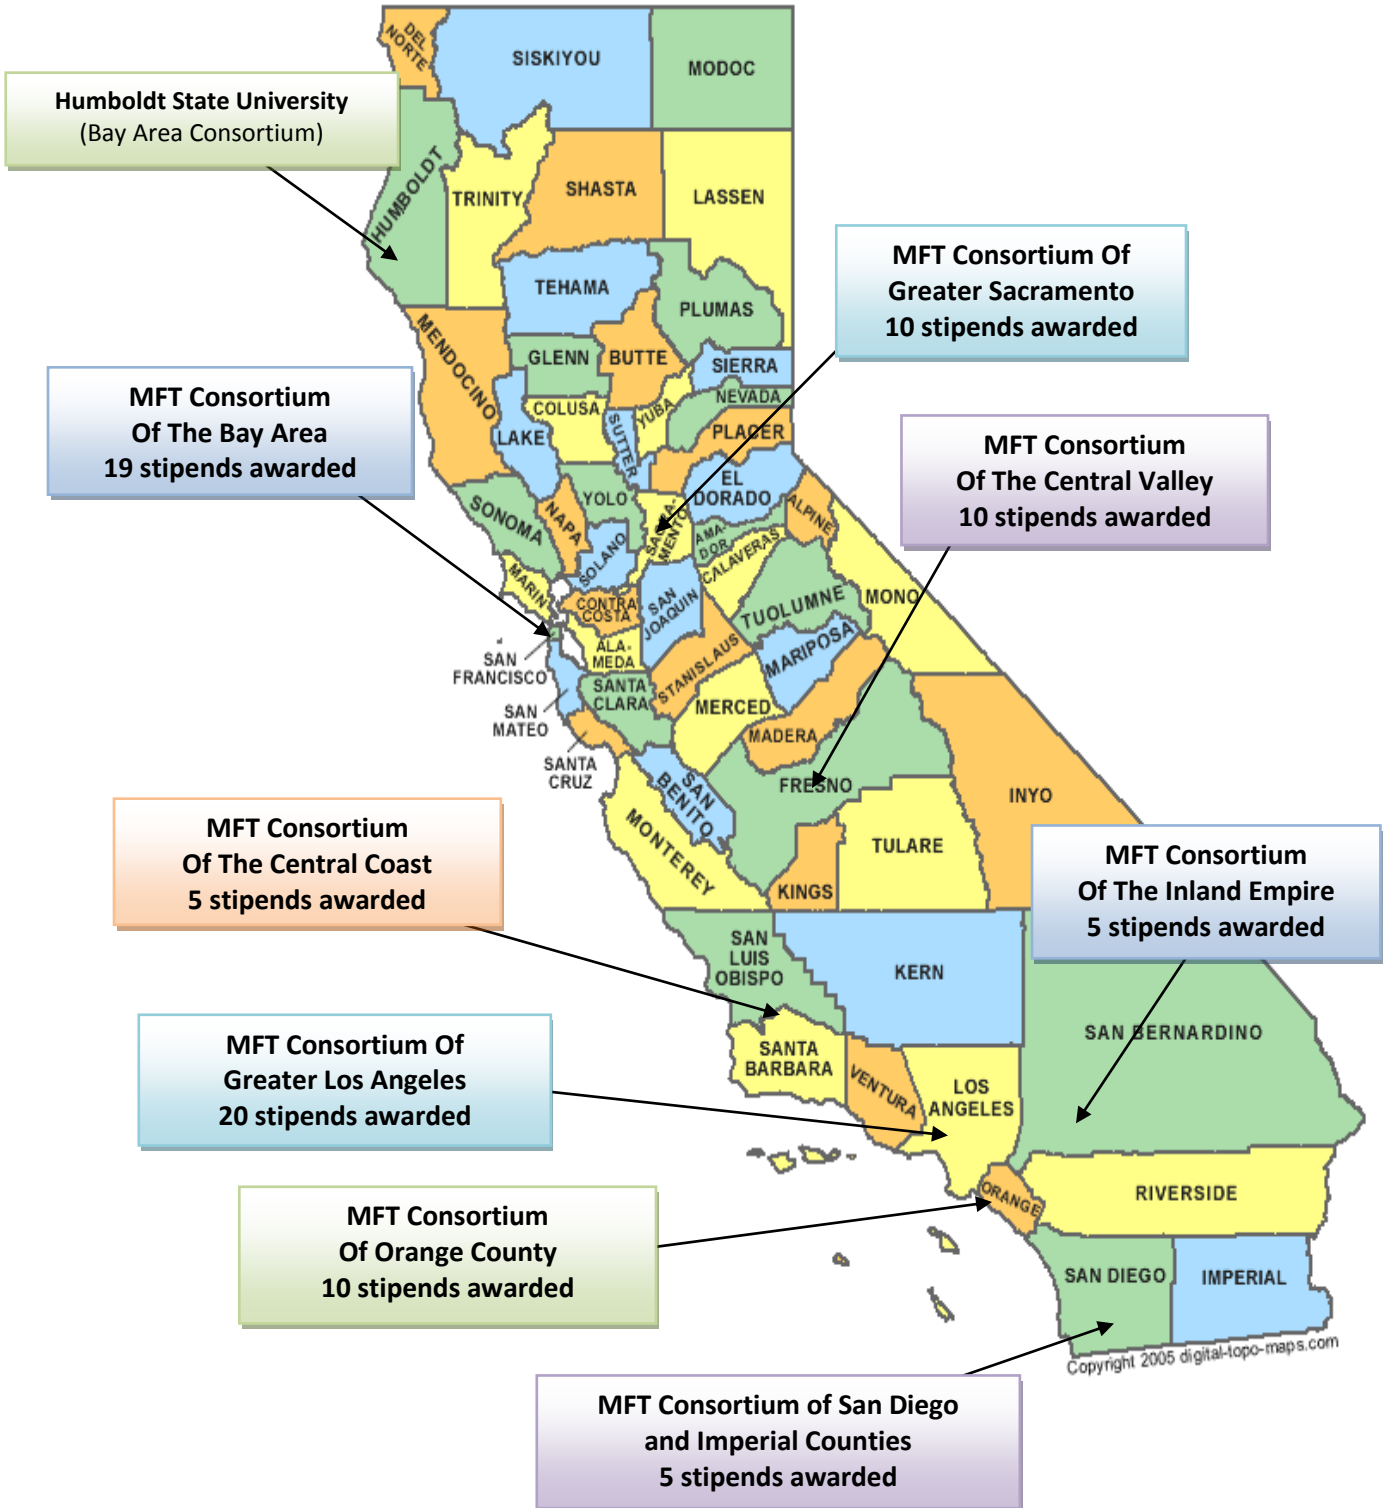 DEL
NORTE
SISKIYOU
MODOC
Humboldt State University
(Bay Area Consortium)
HUMBOLDT
TRINITY
SHASTA
LASSEN
MFT Consortium Of
Greater Sacramento
10 stipends awarded
TEHAMA
PLUMAS
MENDOCINO
GLENN
BUTTE
SIERRA
NEVADA
MFT Consortium
Of The Bay Area
19 stipends awarded
COLUSA
LAKE
SUTTER
YUBA
PLACER
MFT Consortium
Of The Central Valley
10 stipends awarded
EL
DORADO
SONOMA
NAPA
YOLO
SACRA-
MENTO
ALPINE
AMA-
DOR
CALAVERAS
SOLANO
MARIN
CONTRA
COSTA
SAN
JOAQUIN
TUOLUMNE
MONO
ALA-
MEDA
STANISLAUS
MARIPOSA
SAN
FRANCISCO
SANTA
CLARA
MERCED
SAN
MATEO
MADERA
SANTA
CRUZ
SAN
BENITO
FRESNO
INYO
MONTEREY
TULARE
KINGS
MFT Consortium
Of The Central Coast
5 stipends awarded
MFT Consortium
Of The Inland Empire
5 stipends awarded
SAN
LUIS
OBISPO
KERN
MFT Consortium Of
Greater Los Angeles
20 stipends awarded
SAN BERNARDINO
SANTA
BARBARA
VENTURA
LOS
ANGELES
MFT Consortium
Of Orange County
10 stipends awarded
ORANGE
RIVERSIDE
SAN DIEGO
IMPERIAL
Copyright 2005 digital-topo-maps.com
MFT Consortium of San Diego
and Imperial Counties
5 stipends awarded